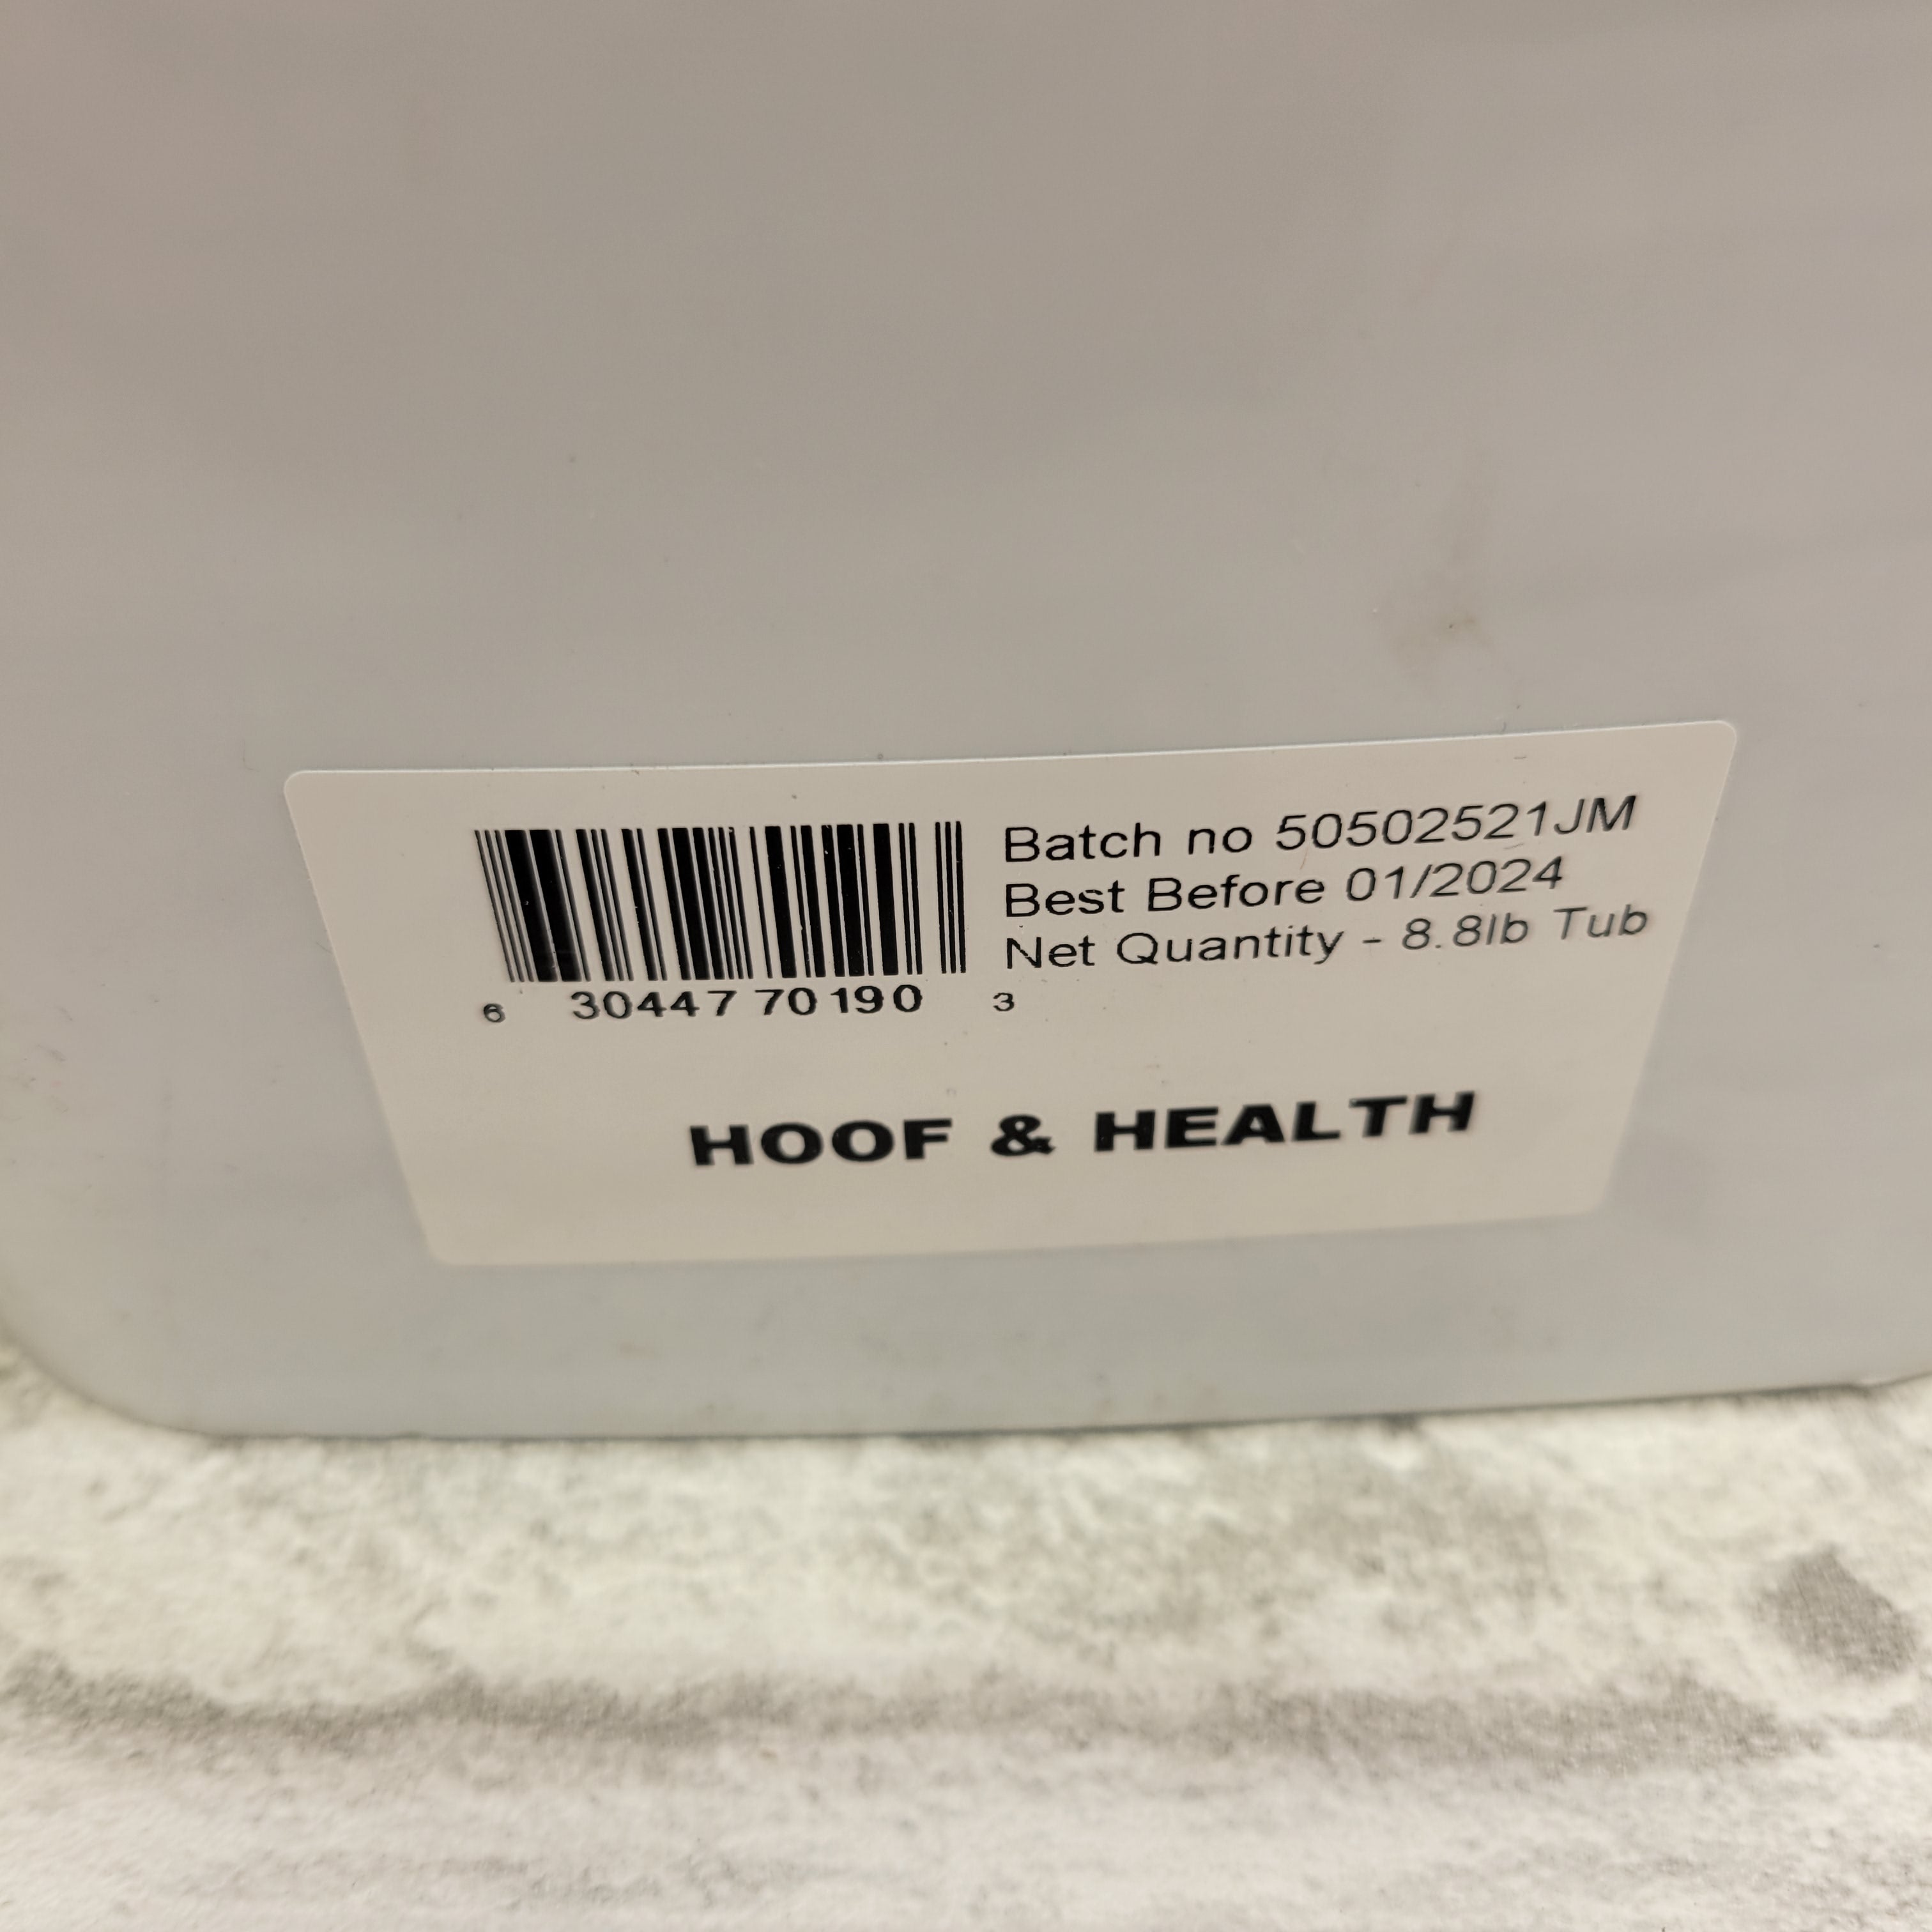 Batch no 50502521JM
Best Before 01/2024
Net Quantity - 8.8lb Tub
6 30447 70190 3
HOOF & HEALTH